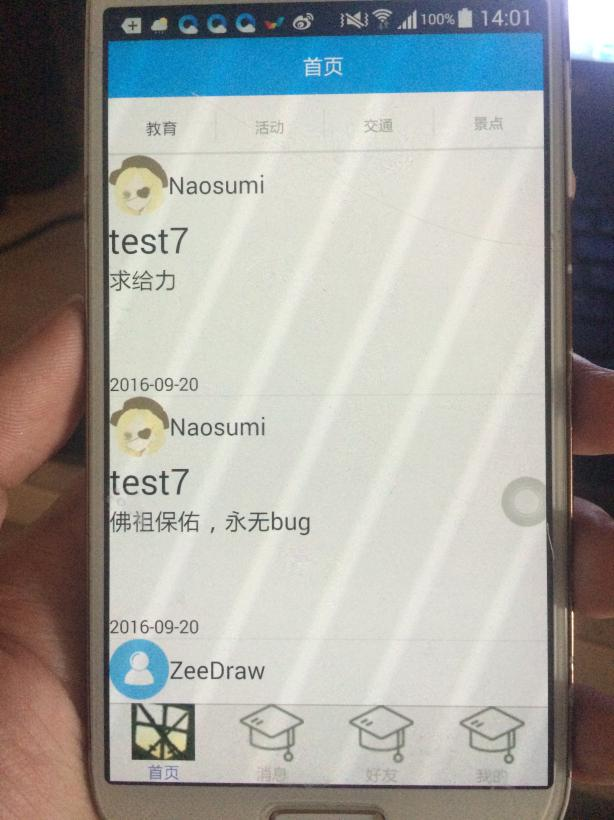 100% 14:01
首页
教育 活动 交通 景点
Naosumi
test7
求给力
2016-09-20
Naosumi
test7
佛祖保佑，永无bug
2016-09-20
ZeeDraw
首页 消息 好友 我的